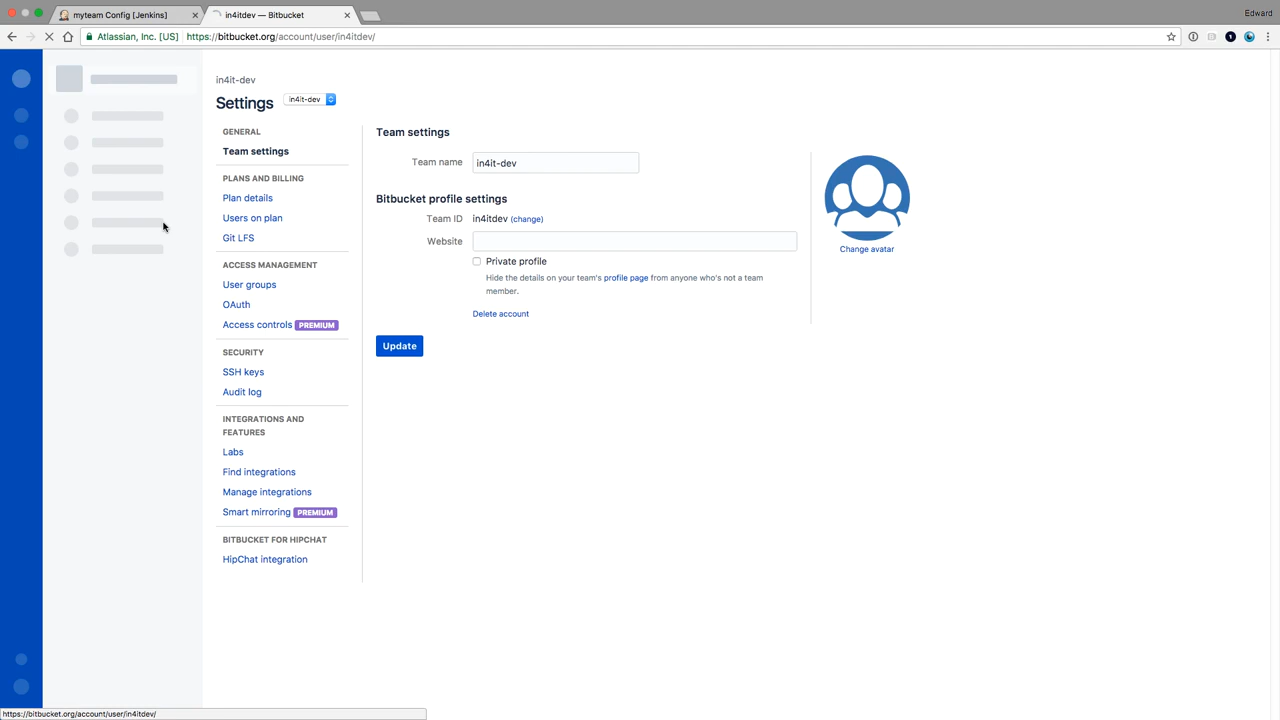 myteam Config [Jenkins]
in4itdev — Bitbucket
Edward
Atlassian, Inc. [US]
https://bitbucket.org/account/user/in4itdev/
in4it-dev
Settings
in4it-dev
GENERAL
Team settings
PLANS AND BILLING
Plan details
Users on plan
Git LFS
ACCESS MANAGEMENT
User groups
OAuth
Access controls PREMIUM
SECURITY
SSH keys
Audit log
INTEGRATIONS AND
FEATURES
Labs
Find integrations
Manage integrations
Smart mirroring PREMIUM
BITBUCKET FOR HIPCHAT
HipChat integration
Team settings
Team name in4it-dev
Bitbucket profile settings
Team ID in4itdev (change)
Website
Private profile
Hide the details on your team's profile page from anyone who's not a team
member.
Delete account
Update
Change avatar
https://bitbucket.org/account/user/in4itdev/